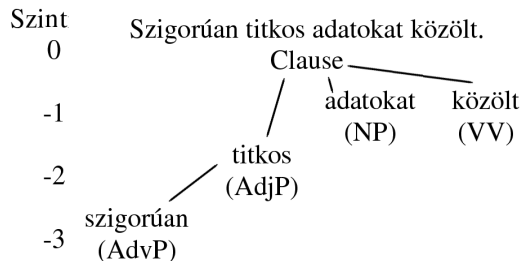 Szint
Szigorúan titkos adatokat közölt.
0
Clause
-1
adatokat
(NP)
közölt
(VV)
-2
titkos
(AdjP)
-3
szigorúan
(AdvP)